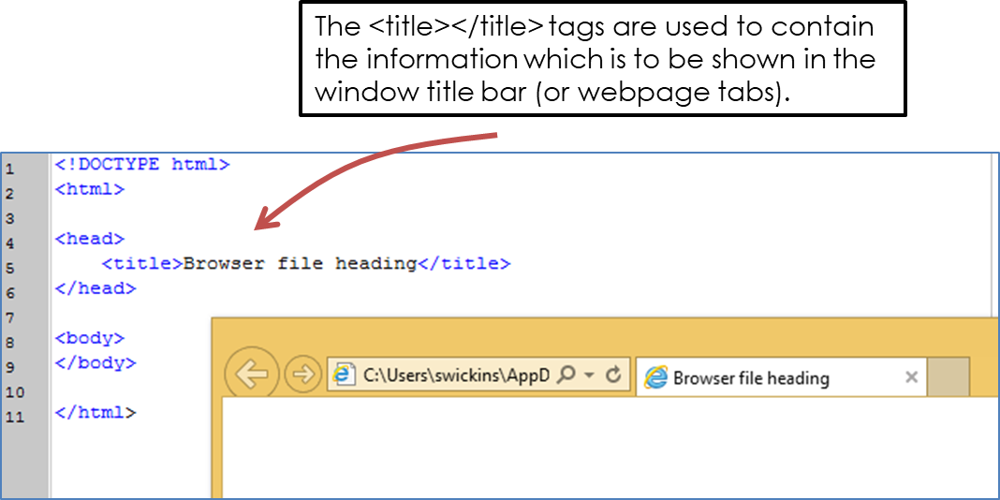 The <title></title> tags are used to contain
the information which is to be shown in the
window title bar (or webpage tabs).
1 <!DOCTYPE html>
2 <html>
3
4 <head>
5 <title>Browser file heading</title>
6 </head>
7
8 <body>
9 </body>
10
11 </html>
C:\Users\swickins\AppD
Browser file heading